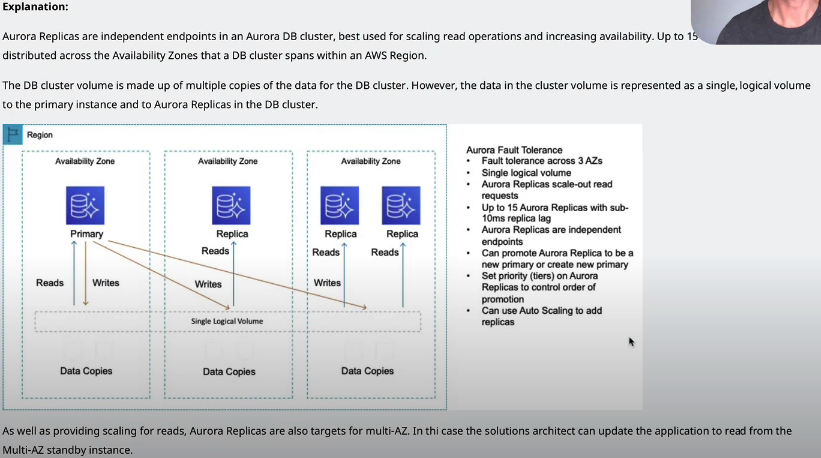 Explanation:
Aurora Replicas are independent endpoints in an Aurora DB cluster, best used for scaling read operations and increasing availability. Up to 15
distributed across the Availability Zones that a DB cluster spans within an AWS Region.
The DB cluster volume is made up of multiple copies of the data for the DB cluster. However, the data in the cluster volume is represented as a single, logical volume
to the primary instance and to Aurora Replicas in the DB cluster.
Region
Availability Zone
Availability Zone
Availability Zone
Primary
Replica
Replica
Replica
Reads
Writes
Reads
Writes
Reads
Reads
Writes
Single Logical Volume
Data Copies
Data Copies
Data Copies
Aurora Fault Tolerance
• Fault tolerance across 3 AZs
• Single logical volume
• Aurora Replicas scale-out read
requests
• Up to 15 Aurora Replicas with sub-
10ms replica lag
• Aurora Replicas are independent
endpoints
• Can promote Aurora Replica to be a
new primary or create new primary
• Set priority (tiers) on Aurora
Replicas to control order of
promotion
• Can use Auto Scaling to add
replicas
As well as providing scaling for reads, Aurora Replicas are also targets for multi-AZ. In thi case the solutions architect can update the application to read from the
Multi-AZ standby instance.